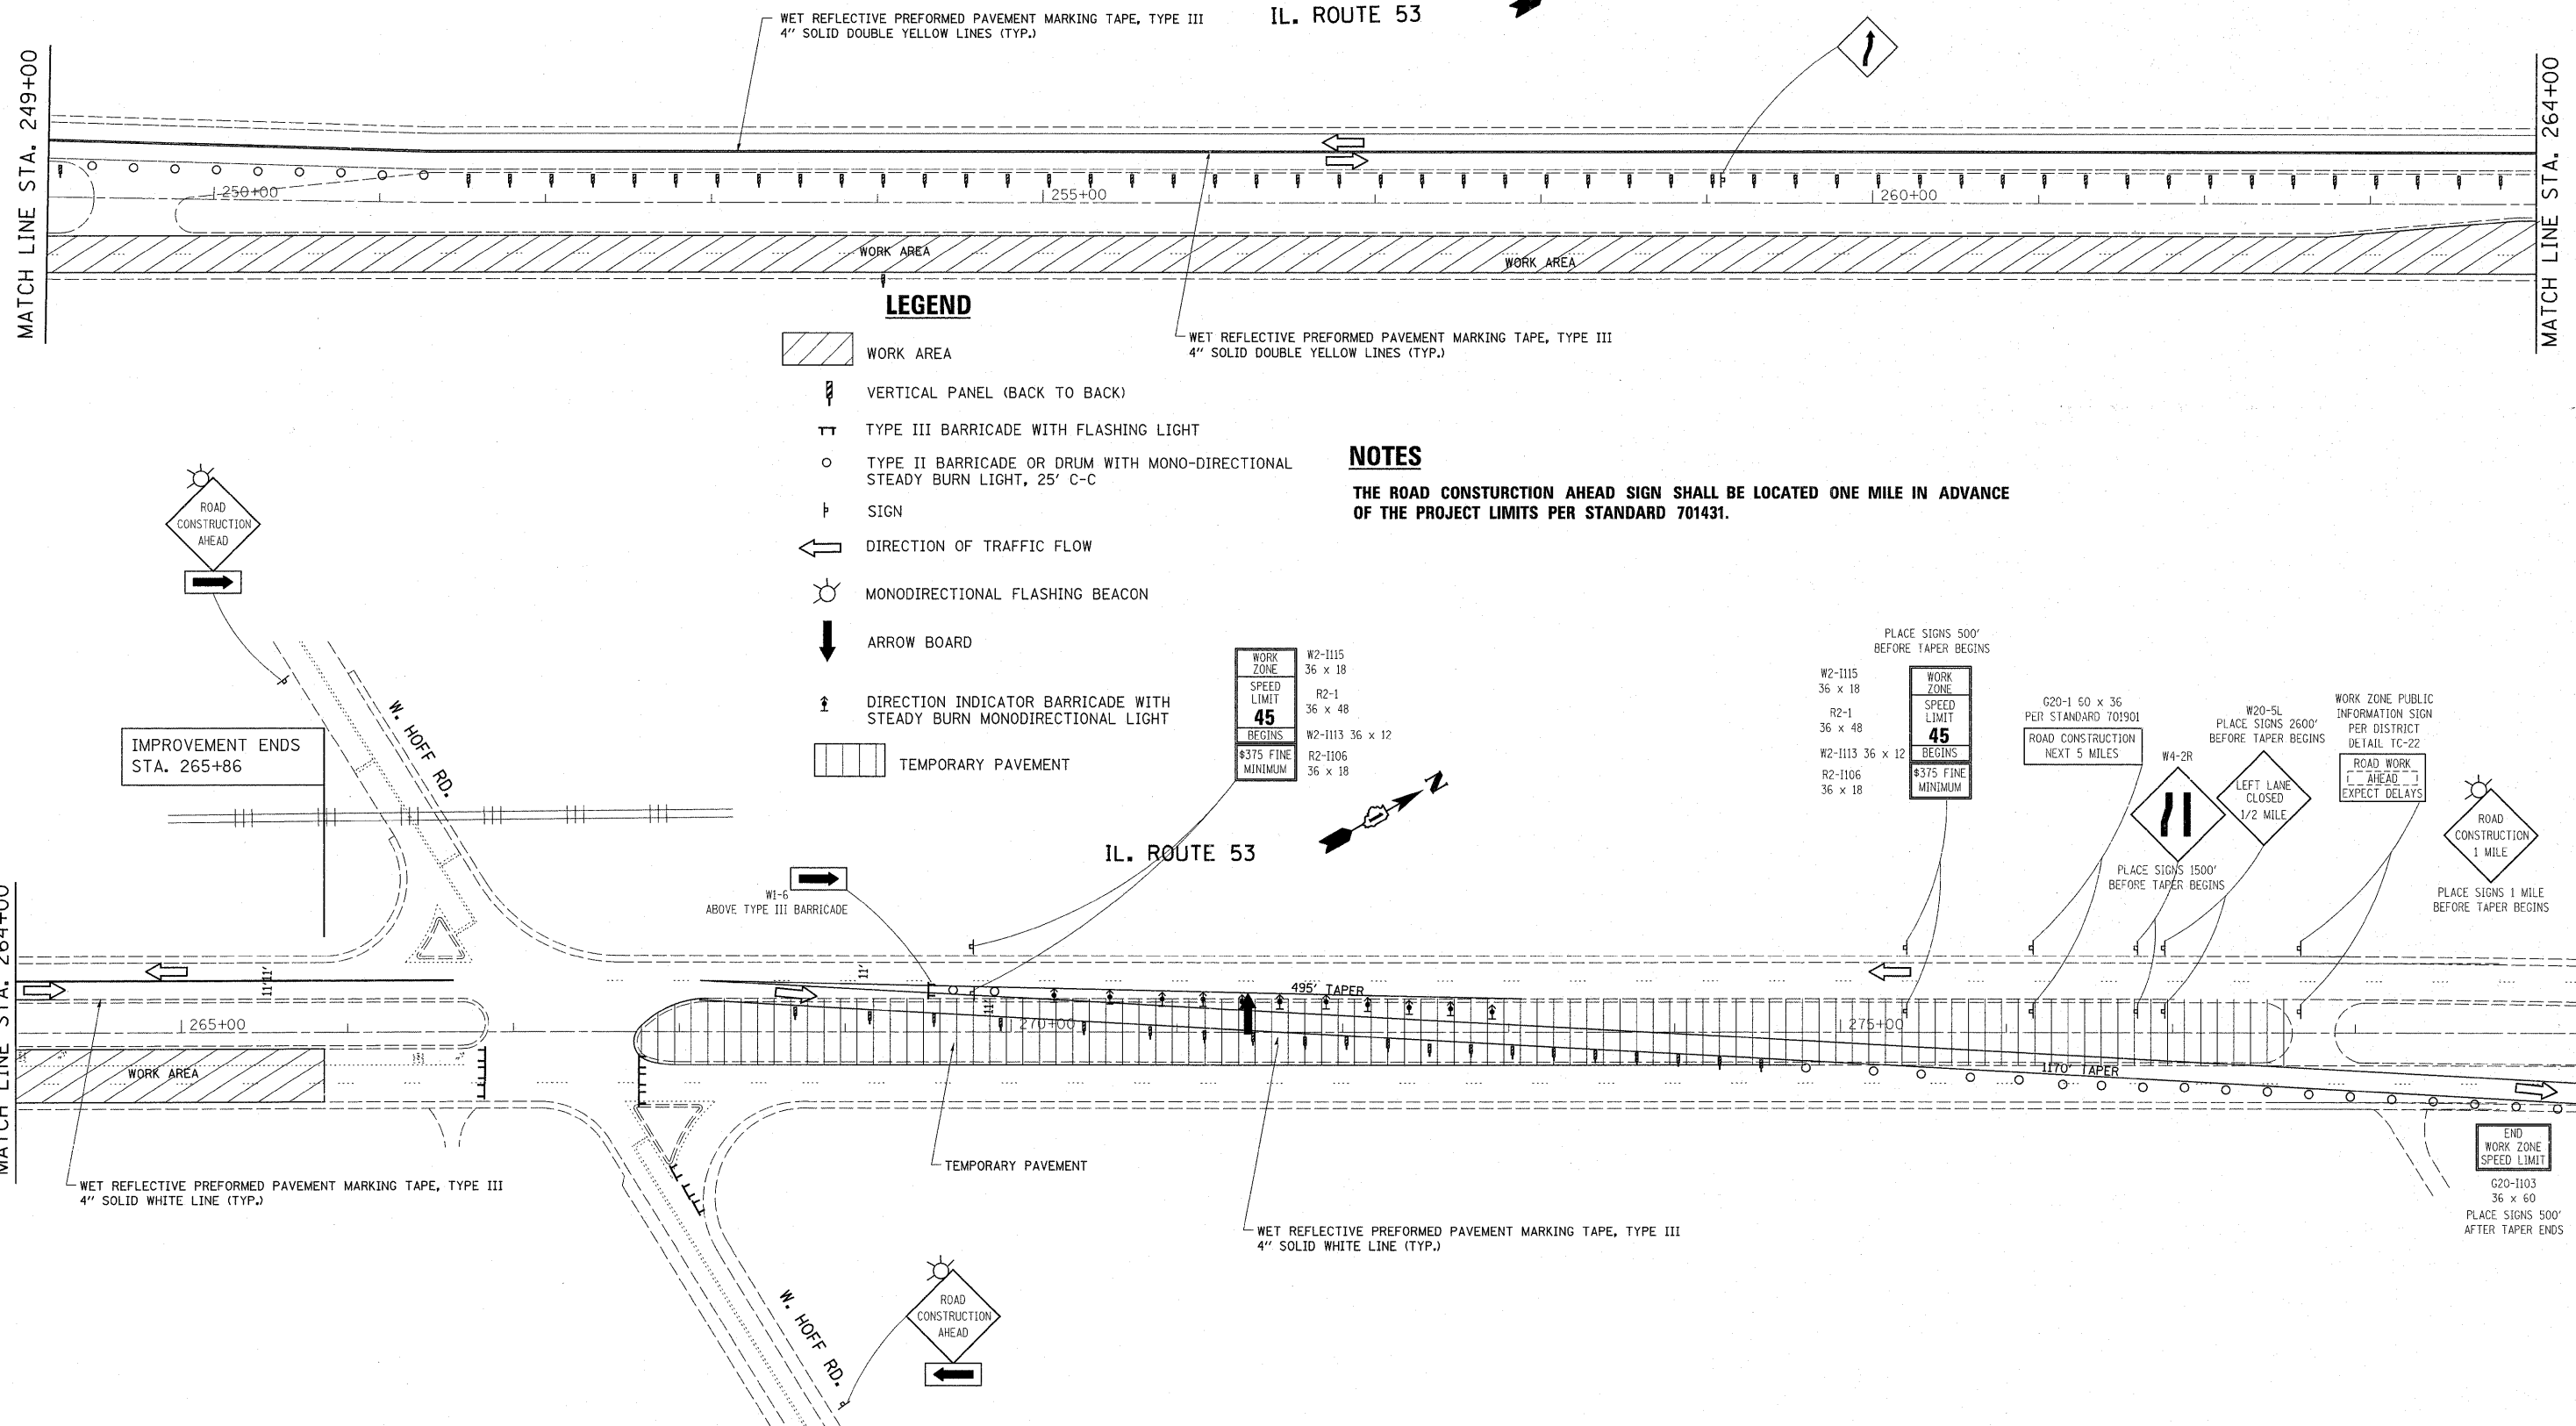 WET REFLECTIVE PREFORMED PAVEMENT MARKING TAPE, TYPE III
4" SOLID DOUBLE YELLOW LINES (TYP.)
IL. ROUTE 53
MATCH LINE STA. 249+00
MATCH LINE STA. 264+00
250+00
255+00
260+00
WORK AREA
WORK AREA
WET REFLECTIVE PREFORMED PAVEMENT MARKING TAPE, TYPE III
4" SOLID DOUBLE YELLOW LINES (TYP.)
LEGEND
WORK AREA
VERTICAL PANEL (BACK TO BACK)
TYPE III BARRICADE WITH FLASHING LIGHT
TYPE II BARRICADE OR DRUM WITH MONO-DIRECTIONAL
STEADY BURN LIGHT, 25' C-C
SIGN
DIRECTION OF TRAFFIC FLOW
MONODIRECTIONAL FLASHING BEACON
ARROW BOARD
DIRECTION INDICATOR BARRICADE WITH
STEADY BURN MONODIRECTIONAL LIGHT
TEMPORARY PAVEMENT
NOTES
THE ROAD CONSTURCTION AHEAD SIGN SHALL BE LOCATED ONE MILE IN ADVANCE
OF THE PROJECT LIMITS PER STANDARD 701431.
ROAD
CONSTRUCTION
AHEAD
W. HOFF RD.
IMPROVEMENT ENDS
STA. 265+86
WORK
ZONE
SPEED
LIMIT
45
BEGINS
$375 FINE
MINIMUM
W2-I115
36 x 18
R2-1
36 x 48
W2-I113 36 x 12
R2-I106
36 x 18
N
1
IL. ROUTE 53
PLACE SIGNS 500'
BEFORE TAPER BEGINS
W2-I115
36 x 18
R2-1
36 x 48
W2-I113 36 x 12
R2-I106
36 x 18
WORK
ZONE
SPEED
LIMIT
45
BEGINS
$375 FINE
MINIMUM
G20-1 60 x 36
PER STANDARD 701901
ROAD CONSTRUCTION
NEXT 5 MILES
W4-2R
PLACE SIGNS 1500'
BEFORE TAPER BEGINS
W20-5L
PLACE SIGNS 2600'
BEFORE TAPER BEGINS
LEFT LANE
CLOSED
1/2 MILE
WORK ZONE PUBLIC
INFORMATION SIGN
PER DISTRICT
DETAIL TC-22
ROAD WORK
AHEAD
EXPECT DELAYS
ROAD
CONSTRUCTION
1 MILE
PLACE SIGNS 1 MILE
BEFORE TAPER BEGINS
W1-6
ABOVE TYPE III BARRICADE
MATCH LINE STA. 264+00
11'
11'
11'
11'
495' TAPER
265+00
270+00
275+00
1170' TAPER
WORK AREA
WET REFLECTIVE PREFORMED PAVEMENT MARKING TAPE, TYPE III
4" SOLID WHITE LINE (TYP.)
TEMPORARY PAVEMENT
WET REFLECTIVE PREFORMED PAVEMENT MARKING TAPE, TYPE III
4" SOLID WHITE LINE (TYP.)
END
WORK ZONE
SPEED LIMIT
G20-I103
36 x 60
PLACE SIGNS 500'
AFTER TAPER ENDS
W. HOFF RD.
ROAD
CONSTRUCTION
AHEAD